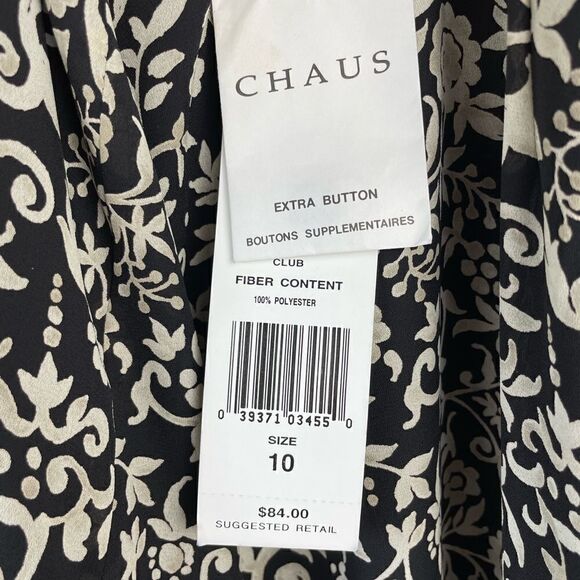 CHAUS
EXTRA BUTTON
BOUTONS SUPPLEMENTAIRES
CLUB
FIBER CONTENT
100% POLYESTER
0 39371 03455 0
SIZE
10
$84.00
SUGGESTED RETAIL